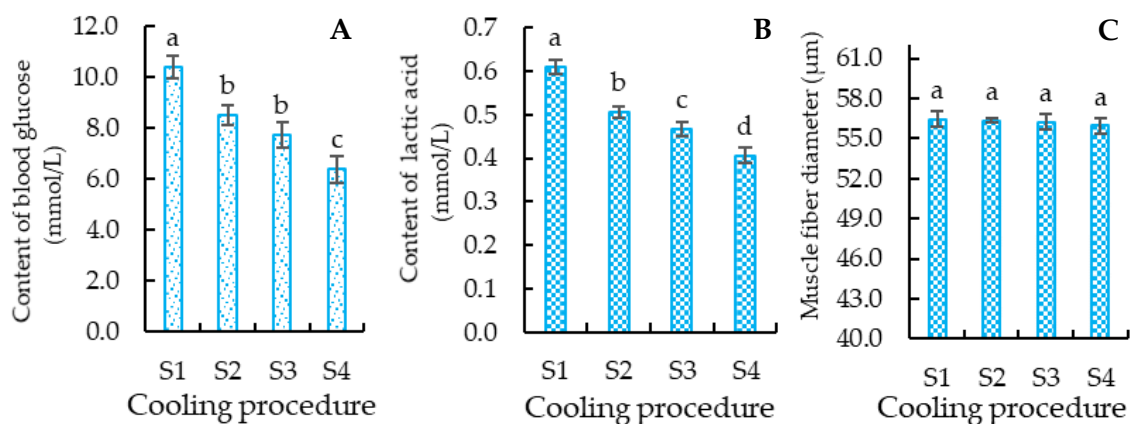 A
Content of blood glucose
(mmol/L)
12.0
10.0
8.0
6.0
4.0
2.0
0.0
a
b
b
c
S1 S2 S3 S4
Cooling procedure
B
Content of lactic acid
(mmol/L)
0.7
0.6
0.5
0.4
0.3
0.2
0.1
0.0
a
b
c
d
S1 S2 S3 S4
Cooling procedure
C
Muscle fiber diameter (μm)
61.0
58.0
55.0
52.0
49.0
46.0
43.0
40.0
a a a a
S1 S2 S3 S4
Cooling procedure